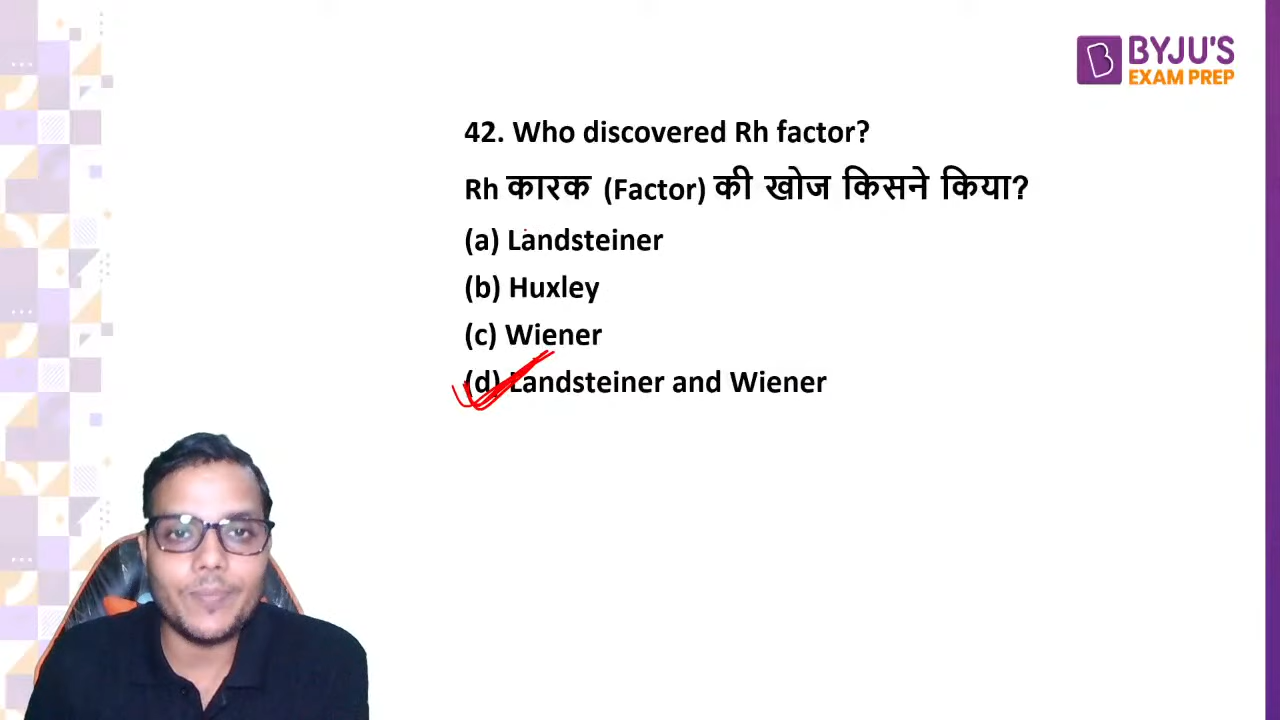 BYJU'S
EXAM PREP
42. Who discovered Rh factor?
Rh कारक (Factor) की खोज किसने किया?
(a) Landsteiner
(b) Huxley
(c) Wiener
(d) Landsteiner and Wiener